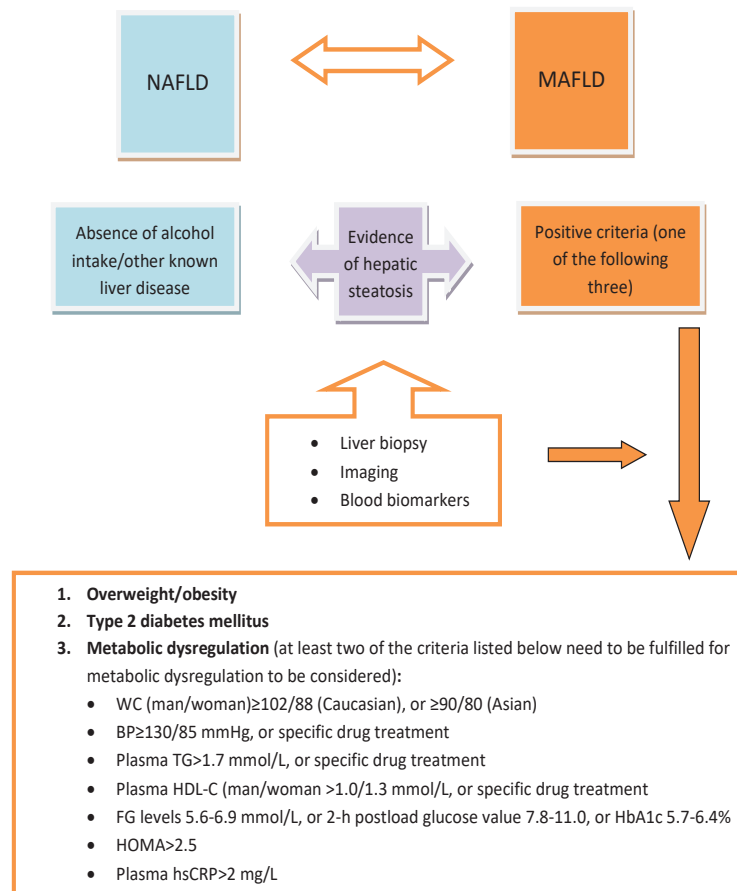 NAFLD
MAFLD
Absence of alcohol
intake/other known
liver disease
Evidence
of hepatic
steatosis
Positive criteria (one
of the following
three)
• Liver biopsy
• Imaging
• Blood biomarkers
1. Overweight/obesity
2. Type 2 diabetes mellitus
3. Metabolic dysregulation (at least two of the criteria listed below need to be fulfilled for
metabolic dysregulation to be considered):
• WC (man/woman)≥102/88 (Caucasian), or ≥90/80 (Asian)
• BP≥130/85 mmHg, or specific drug treatment
• Plasma TG>1.7 mmol/L, or specific drug treatment
• Plasma HDL-C (man/woman >1.0/1.3 mmol/L, or specific drug treatment
• FG levels 5.6-6.9 mmol/L, or 2-h postload glucose value 7.8-11.0, or HbA1c 5.7-6.4%
• HOMA>2.5
• Plasma hsCRP>2 mg/L